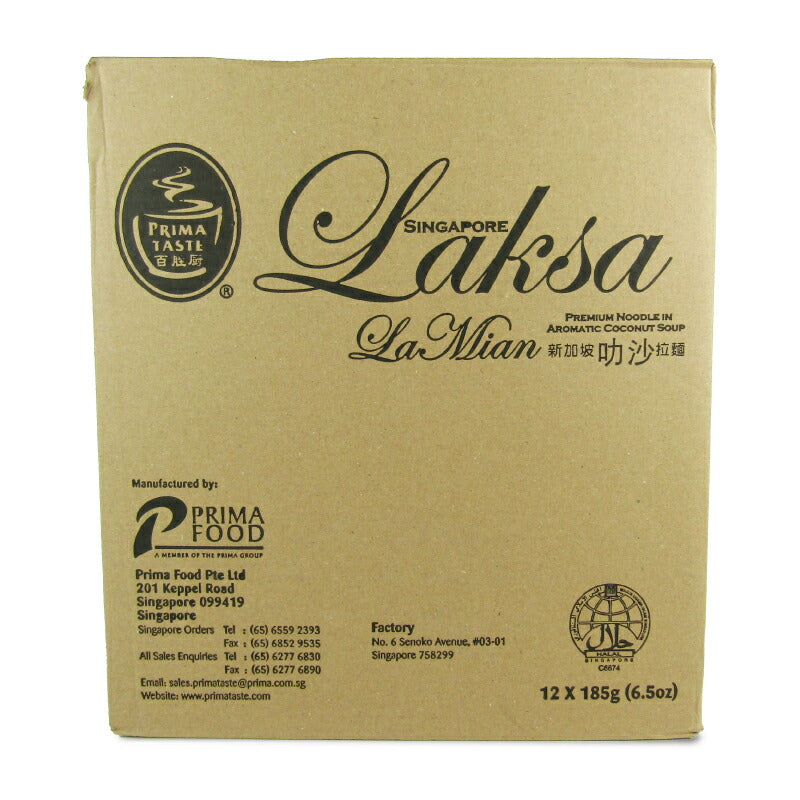 PRIMA
TASTE
百胜厨
®
SINGAPORE
Laksa
PREMIUM NOODLE IN
AROMATIC COCONUT SOUP
La Mian
新加坡 叻沙 拉麵
Manufactured by:
PRIMA
FOOD
A MEMBER OF THE PRIMA GROUP
Prima Food Pte Ltd
201 Keppel Road
Singapore 099419
Singapore
Singapore Orders Tel : (65) 6559 2393
Fax : (65) 6852 9535
All Sales Enquiries Tel : (65) 6277 6830
Fax : (65) 6277 6890
Email: sales.primataste@prima.com.sg
Website: www.primataste.com
Factory
No. 6 Senoko Avenue, #03-01
Singapore 758299
حلال
HALAL
SINGAPORE
C6674
12 X 185g (6.5oz)